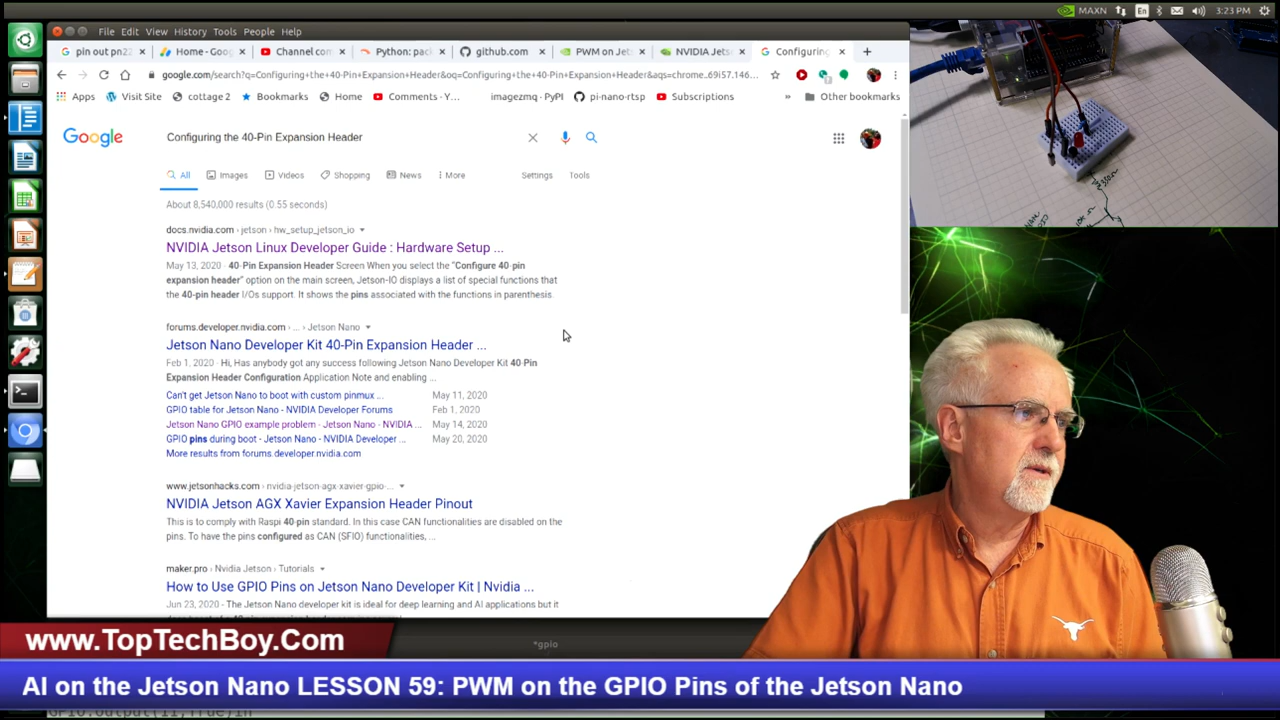 MAXN
En
3:23 PM
File Edit View History Tools People Help
pin out pn22
Home - Goog
Channel com
Python: pack
github.com
PWM on Jets
NVIDIA Jets
Configuring
google.com/search?q=Configuring+the+40-Pin+Expansion+Header&oq=Configuring+the+40-Pin+Expansion+Header&aqs=chrome..69i57.146...
Apps
Visit Site
cottage 2
Bookmarks
Home
Comments - Y...
imagezmq · PyPI
pi-nano-rtsp
Subscriptions
»
Other bookmarks
Google
Configuring the 40-Pin Expansion Header
All
Images
Videos
Shopping
News
More
Settings
Tools
About 8,540,000 results (0.55 seconds)
docs.nvidia.com › jetson › hw_setup_jetson_io
NVIDIA Jetson Linux Developer Guide : Hardware Setup ...
May 13, 2020 · 40-Pin Expansion Header Screen When you select the "Configure 40-pin
expansion header" option on the main screen, Jetson-IO displays a list of special functions that
the 40-pin header I/Os support. It shows the pins associated with the functions in parenthesis.
forums.developer.nvidia.com › ... › Jetson Nano
Jetson Nano Developer Kit 40-Pin Expansion Header ...
Feb 1, 2020 · Hi, Has anybody got any success following Jetson Nano Developer Kit 40-Pin
Expansion Header Configuration Application Note and enabling ...
Can't get Jetson Nano to boot with custom pinmux ... May 11, 2020
GPIO table for Jetson Nano - NVIDIA Developer Forums Feb 1, 2020
Jetson Nano GPIO example problem - Jetson Nano - NVIDIA ... May 14, 2020
GPIO pins during boot - Jetson Nano - NVIDIA Developer ... May 20, 2020
More results from forums.developer.nvidia.com
www.jetsonhacks.com › nvidia-jetson-agx-xavier-gpio-...
NVIDIA Jetson AGX Xavier Expansion Header Pinout
This is to comply with Raspi 40-pin standard. In this case CAN functionalities are disabled on the
pins. To have the pins configured as CAN (SFIO) functionalities, ...
maker.pro › Nvidia Jetson › Tutorials
How to Use GPIO Pins on Jetson Nano Developer Kit | Nvidia ...
Jun 23, 2020 - The Jetson Nano developer kit is ideal for deep learning and AI applications but it
*gpio
www.TopTechBoy.Com
AI on the Jetson Nano LESSON 59: PWM on the GPIO Pins of the Jetson Nano